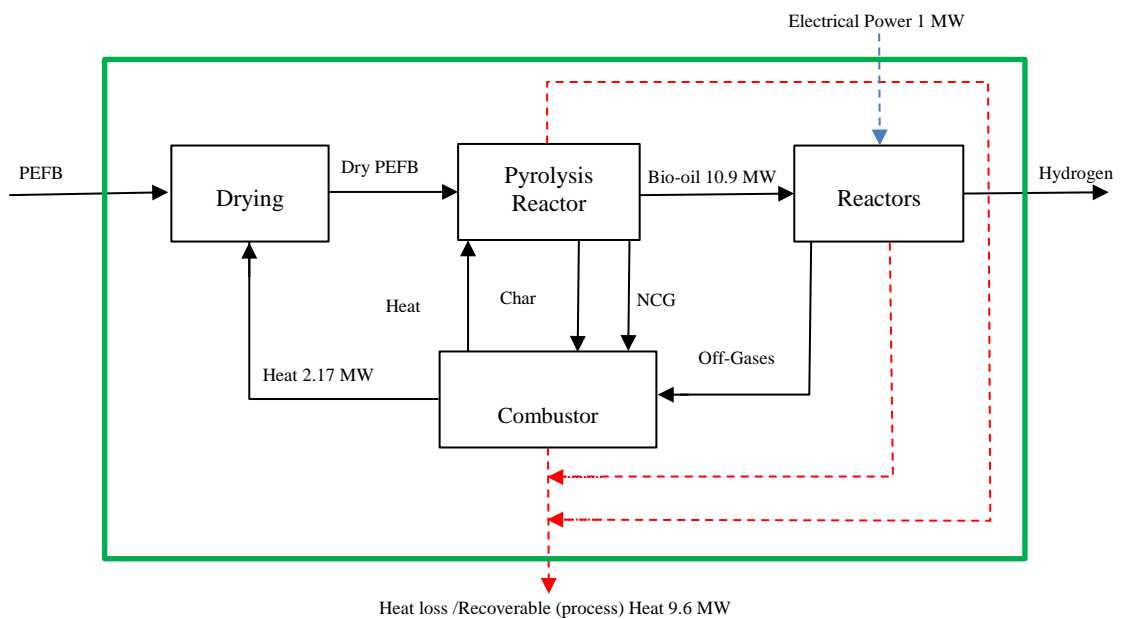 Electrical Power 1 MW
PEFB
Drying
Dry PEFB
Pyrolysis
Reactor
Bio-oil 10.9 MW
Reactors
Hydrogen
Heat
Char
NCG
Heat 2.17 MW
Off-Gases
Combustor
Heat loss /Recoverable (process) Heat 9.6 MW